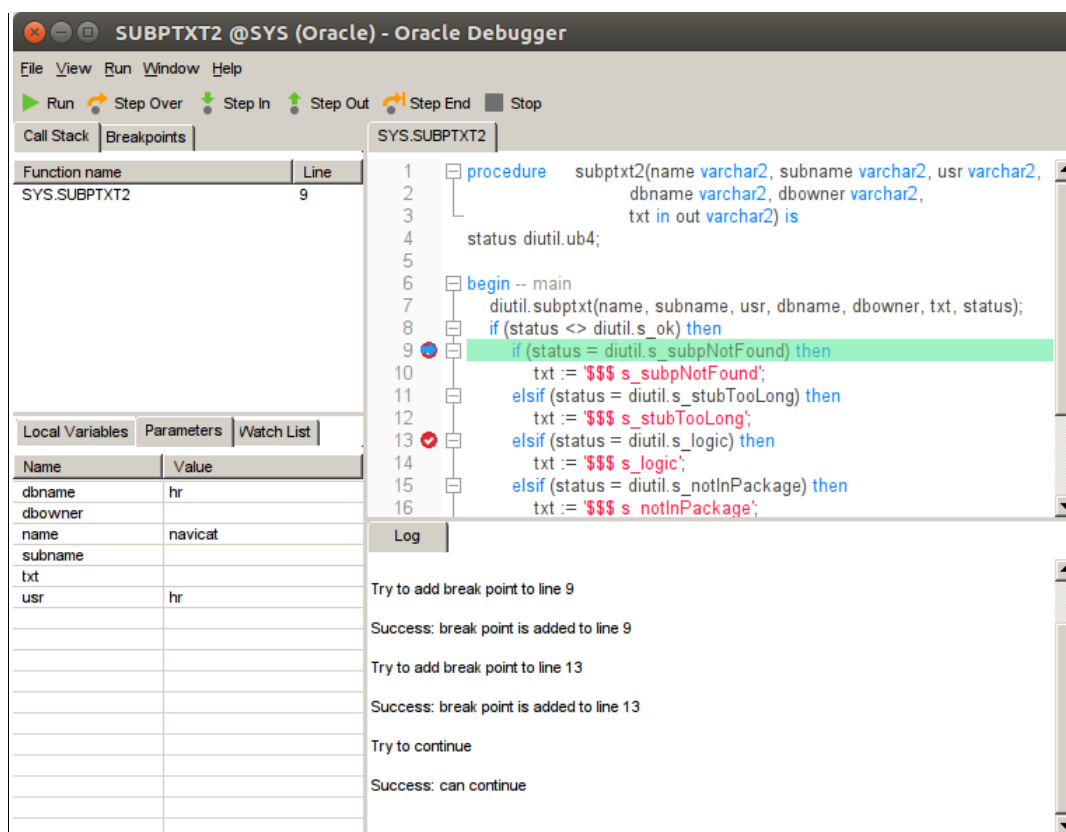 SUBPTXT2 @SYS (Oracle) - Oracle Debugger
File View Run Window Help
Run Step Over Step In Step Out Step End Stop
Call Stack Breakpoints
Function name Line
SYS.SUBPTXT2 9
Local Variables Parameters Watch List
Name Value
dbname hr
dbowner
name navicat
subname
txt
usr hr
SYS.SUBPTXT2
1 procedure subptxt2(name varchar2, subname varchar2, usr varchar2,
2 dbname varchar2, dbowner varchar2,
3 txt in out varchar2) is
4 status diutil.ub4;
5
6 begin -- main
7 diutil.subptxt(name, subname, usr, dbname, dbowner, txt, status);
8 if (status <> diutil.s_ok) then
9 if (status = diutil.s_subpNotFound) then
10 txt := '$$$ s_subpNotFound';
11 elsif (status = diutil.s_stubTooLong) then
12 txt := '$$$ s_stubTooLong';
13 elsif (status = diutil.s_logic) then
14 txt := '$$$ s_logic';
15 elsif (status = diutil.s_notInPackage) then
16 txt := '$$$ s_notInPackage';
Log
Try to add break point to line 9
Success: break point is added to line 9
Try to add break point to line 13
Success: break point is added to line 13
Try to continue
Success: can continue